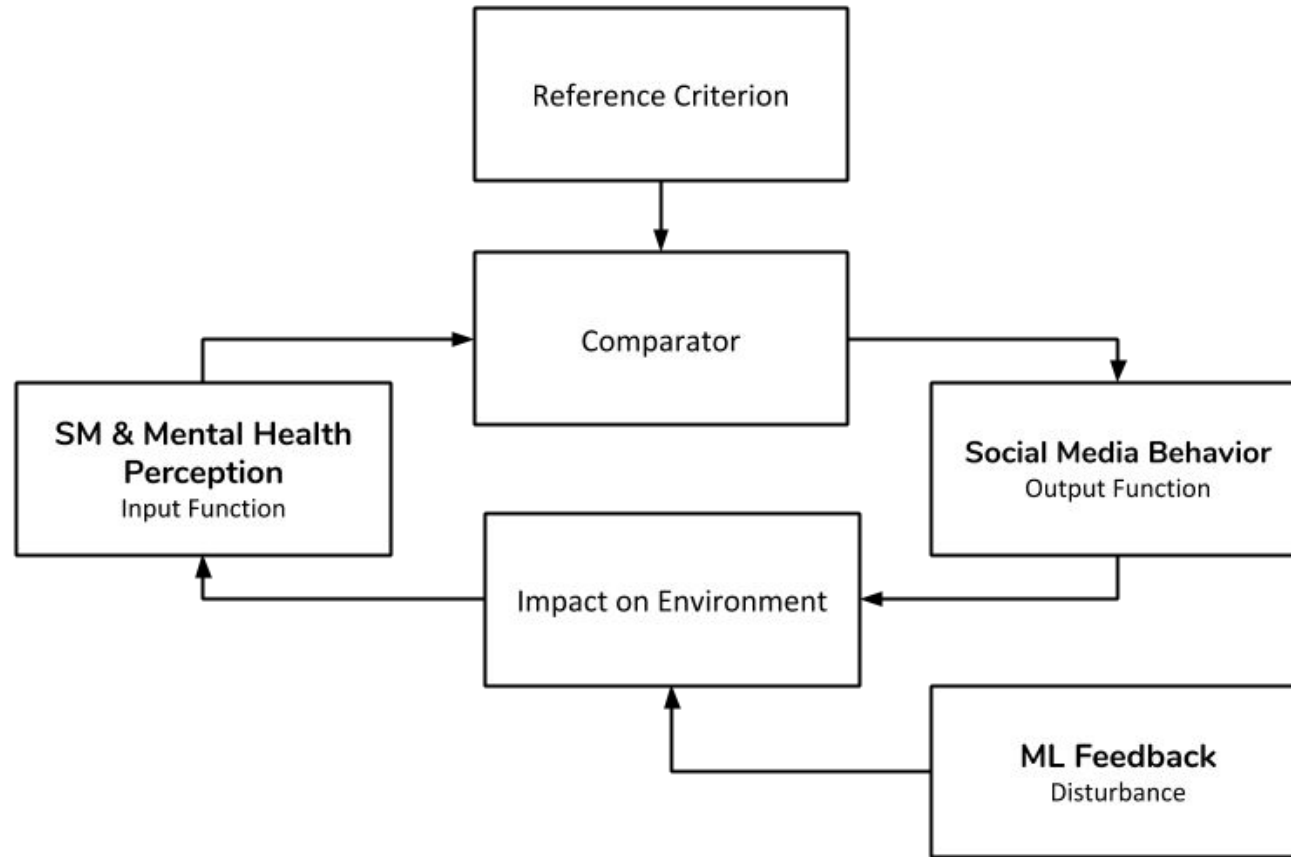 Reference Criterion
Comparator
SM & Mental Health
Perception
Input Function
Social Media Behavior
Output Function
Impact on Environment
ML Feedback
Disturbance